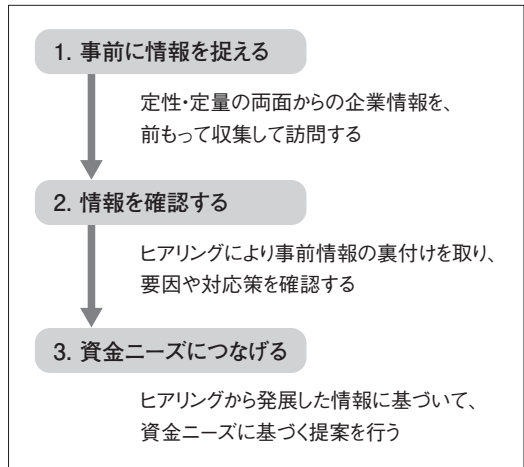 1. 事前に情報を捉える
定性・定量の両面からの企業情報を、
前もって収集して訪問する
2. 情報を確認する
ヒアリングにより事前情報の裏付けを取り、
要因や対応策を確認する
3. 資金ニーズにつなげる
ヒアリングから発展した情報に基づいて、
資金ニーズに基づく提案を行う